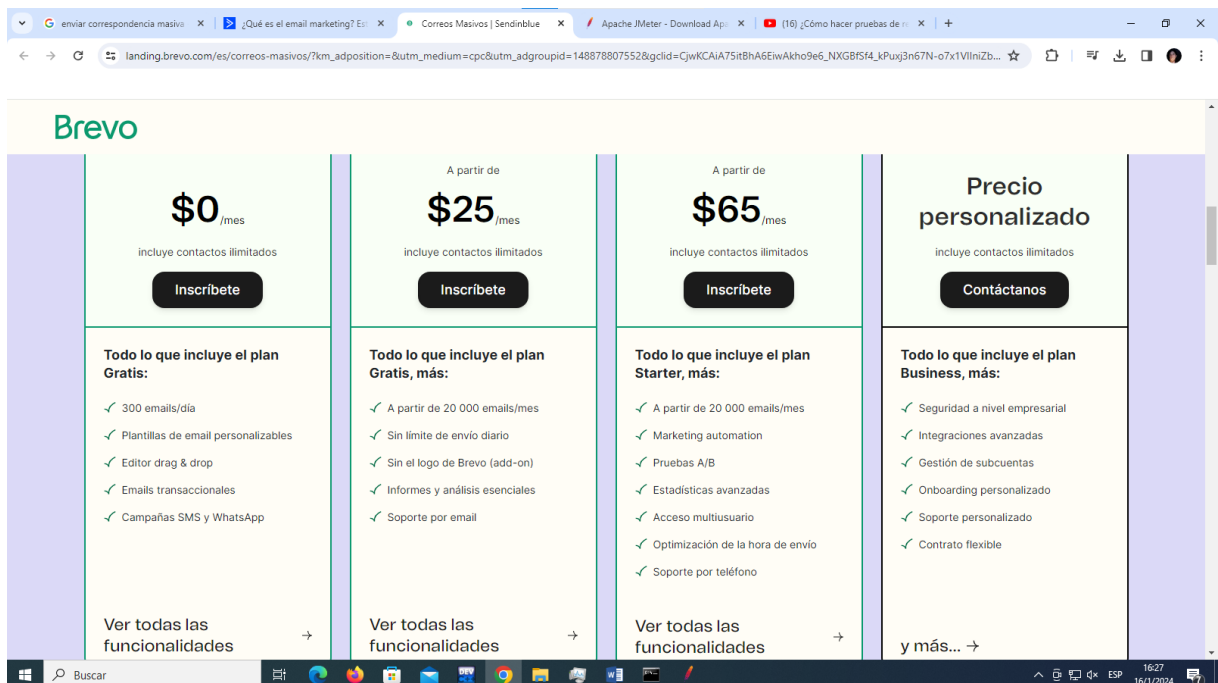 enviar correspondencia masiva
¿Qué es el email marketing? Est
Correos Masivos | Sendinblue
Apache JMeter - Download Apa
(16) ¿Cómo hacer pruebas de re
landing.brevo.com/es/correos-masivos/?km_adposition=&utm_medium=cpc&utm_adgroupid=148878807552&gclid=CjwKCAiA75itBhA6EiwAkho9e6_NXGBfSf4_kPuxj3n67N-o7x1VIIniZb...
Brevo
$0/mes
incluye contactos ilimitados
Inscríbete
Todo lo que incluye el plan
Gratis:
300 emails/día
Plantillas de email personalizables
Editor drag & drop
Emails transaccionales
Campañas SMS y WhatsApp
Ver todas las
funcionalidades
A partir de
$25/mes
incluye contactos ilimitados
Inscríbete
Todo lo que incluye el plan
Gratis, más:
A partir de 20 000 emails/mes
Sin límite de envío diario
Sin el logo de Brevo (add-on)
Informes y análisis esenciales
Soporte por email
Ver todas las
funcionalidades
A partir de
$65/mes
incluye contactos ilimitados
Inscríbete
Todo lo que incluye el plan
Starter, más:
A partir de 20 000 emails/mes
Marketing automation
Pruebas A/B
Estadísticas avanzadas
Acceso multiusuario
Optimización de la hora de envío
Soporte por teléfono
Ver todas las
funcionalidades
Precio
personalizado
incluye contactos ilimitados
Contáctanos
Todo lo que incluye el plan
Business, más:
Seguridad a nivel empresarial
Integraciones avanzadas
Gestión de subcuentas
Onboarding personalizado
Soporte personalizado
Contrato flexible
y más...
Buscar
DEV
ESP
16:27
16/1/2024